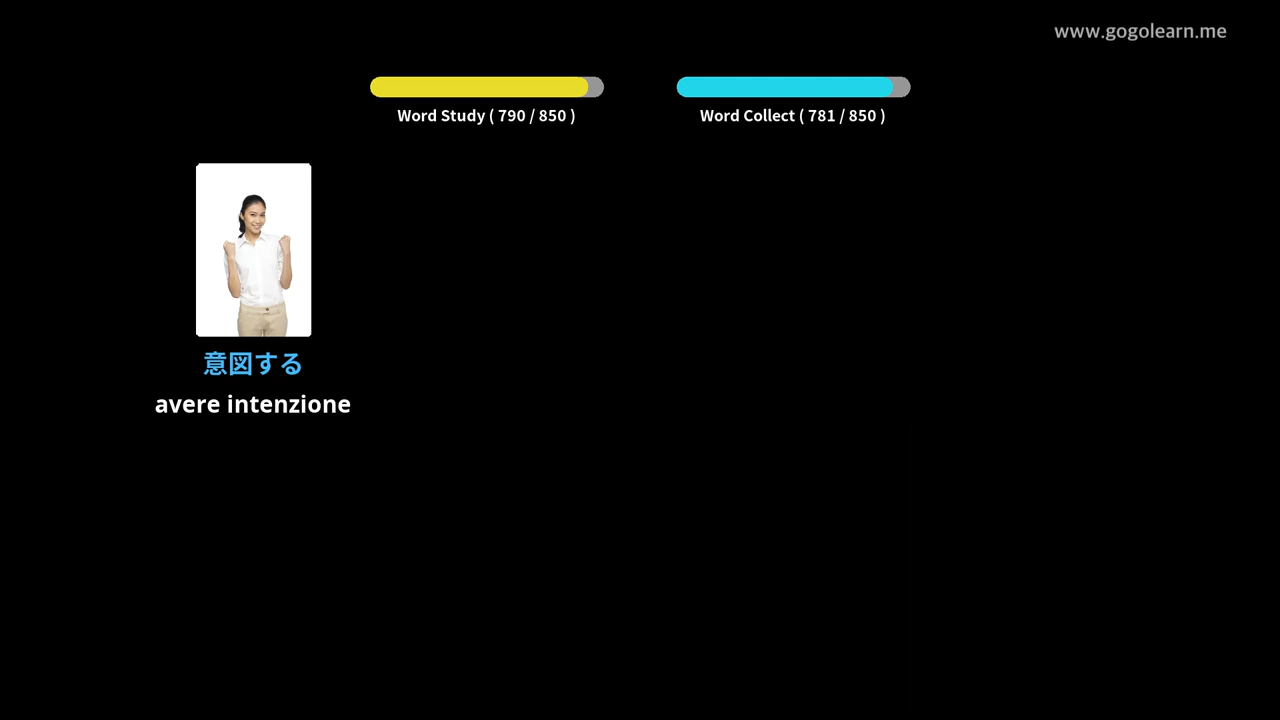 www.gogolearn.me
Word Study ( 790 / 850 )
Word Collect ( 781 / 850 )
意図する
avere intenzione